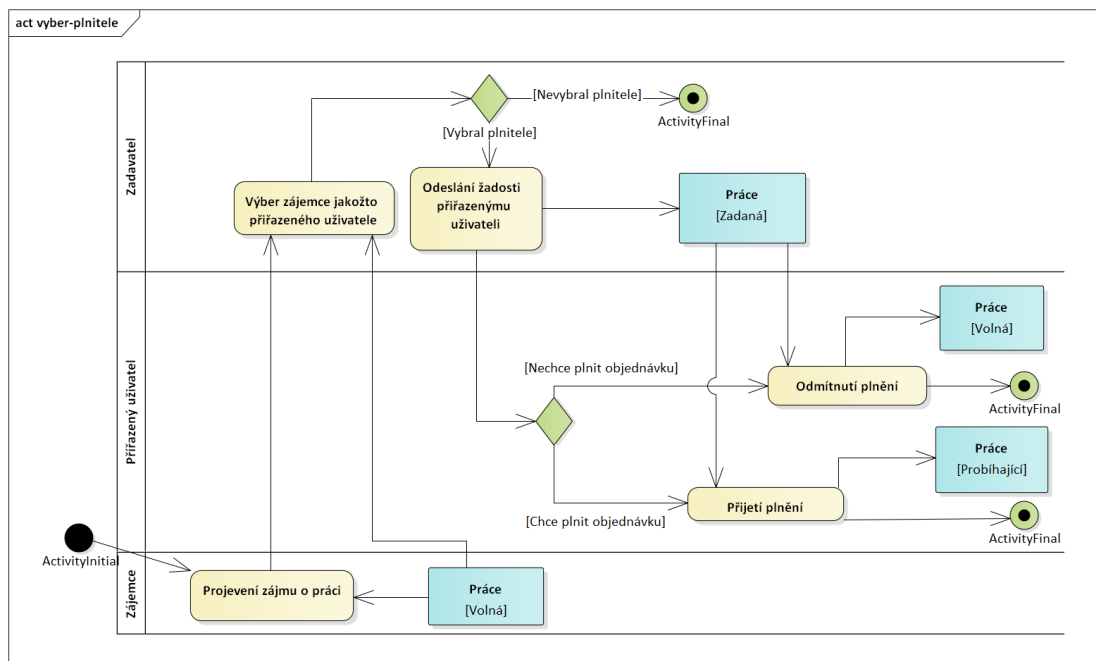 act vyber-plnitele
Zadavatel
[Nevybral plnitele]
ActivityFinal
[Vybral plnitele]
Výběr zájemce jakožto
přiřazeného uživatele
Odeslání žadosti
přiřazenýmu
uživateli
Práce
[Zadaná]
Přiřazený uživatel
Práce
[Volná]
[Nechce plnit objednávku]
Odmítnutí plnění
ActivityFinal
Práce
[Probíhající]
Přijetí plnění
[Chce plnit objednávku]
ActivityFinal
ActivityInitial
Zájemce
Projevení zájmu o práci
Práce
[Volná]